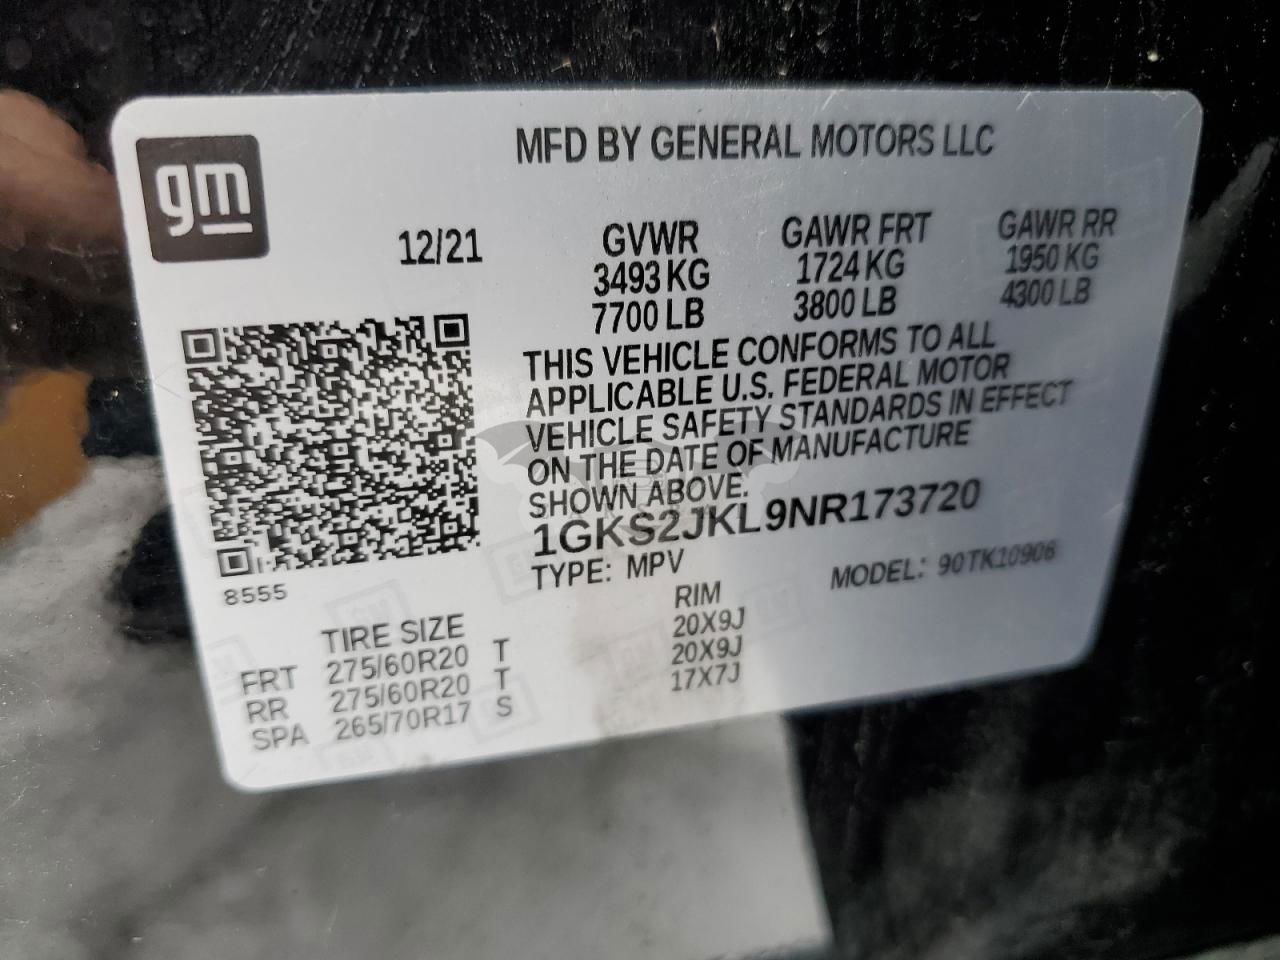 gm
MFD BY GENERAL MOTORS LLC
12/21
GVWR GAWR FRT GAWR RR
3493 KG 1724 KG 1950 KG
7700 LB 3800 LB 4300 LB
THIS VEHICLE CONFORMS TO ALL
APPLICABLE U.S. FEDERAL MOTOR
VEHICLE SAFETY STANDARDS IN EFFECT
ON THE DATE OF MANUFACTURE
SHOWN ABOVE.
1GKS2JKL9NR173720
TYPE: MPV MODEL: 90TK10906
8555
TIRE SIZE RIM
FRT 275/60R20 T 20X9J
RR 275/60R20 T 20X9J
SPA 265/70R17 S 17X7J